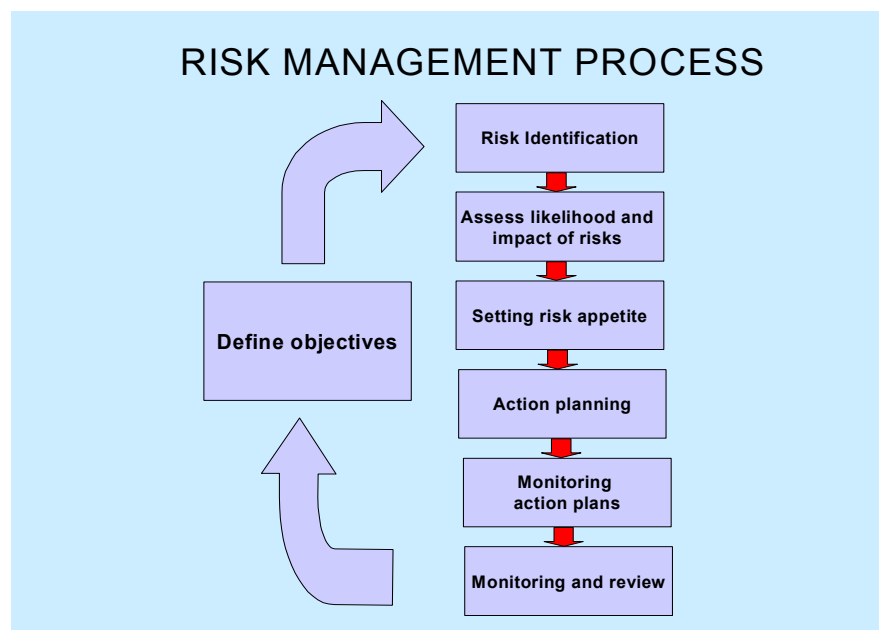 RISK MANAGEMENT PROCESS
Risk Identification
Assess likelihood and
impact of risks
Setting risk appetite
Define objectives
Action planning
Monitoring
action plans
Monitoring and review